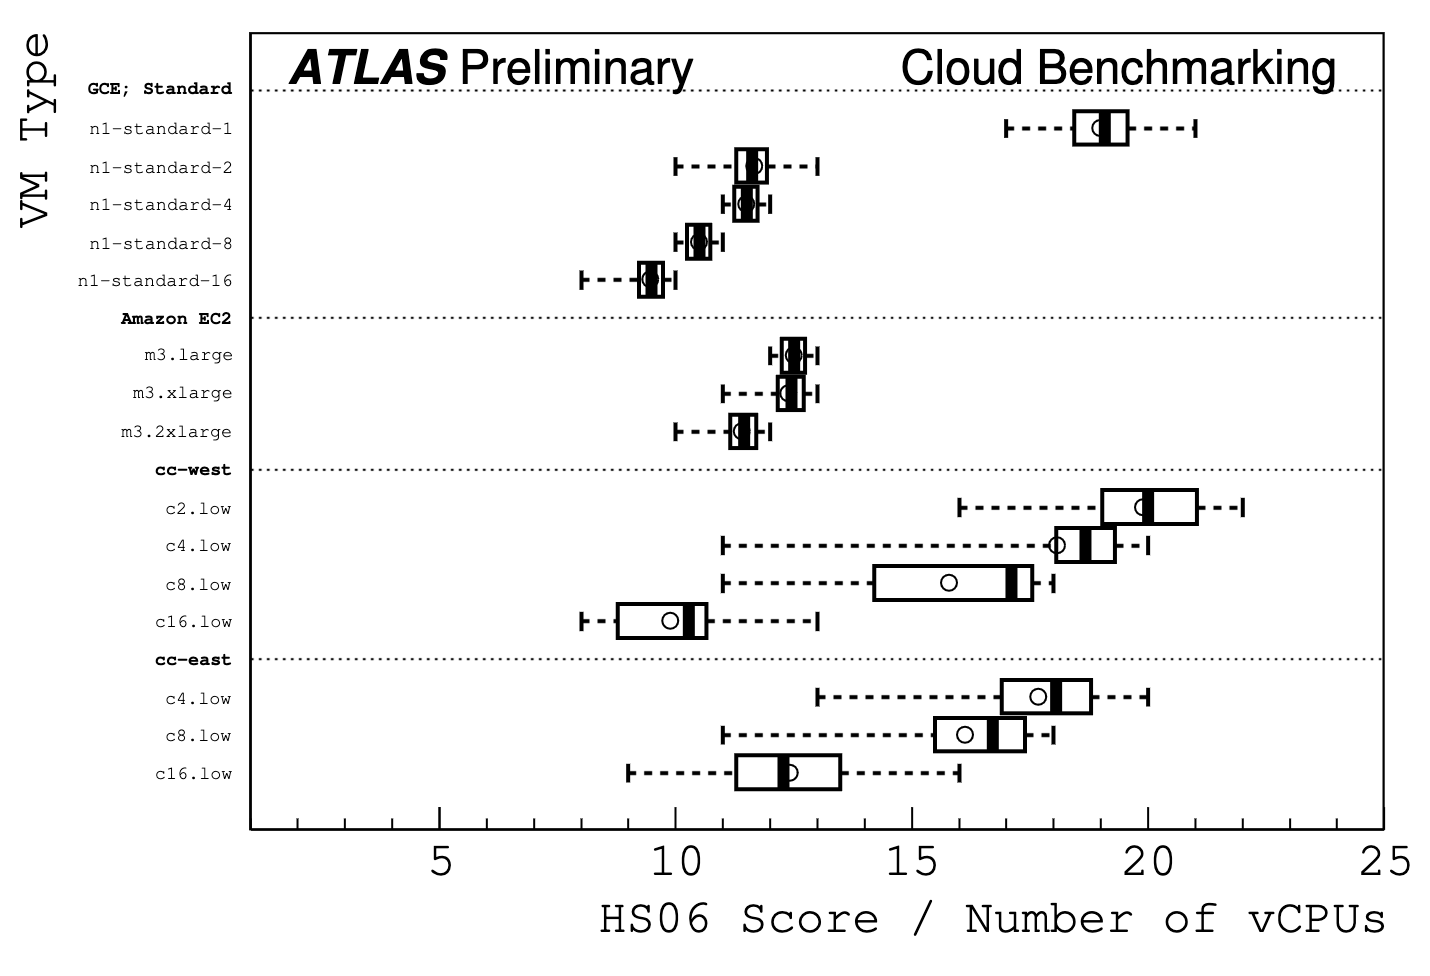 VM Type
ATLAS Preliminary
Cloud Benchmarking
GCE; Standard
n1-standard-1
n1-standard-2
n1-standard-4
n1-standard-8
n1-standard-16
Amazon EC2
m3.large
m3.xlarge
m3.2xlarge
cc-west
c2.low
c4.low
c8.low
c16.low
cc-east
c4.low
c8.low
c16.low
5 10 15 20 25
HS06 Score / Number of vCPUs